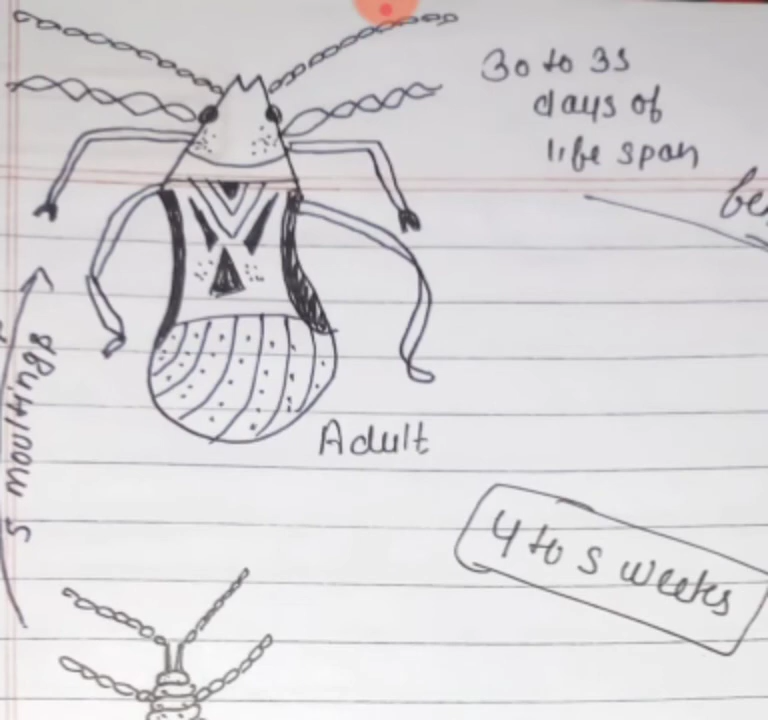 30 to 35
days of
life span
Adult
4 to 5 weeks
5 moultings